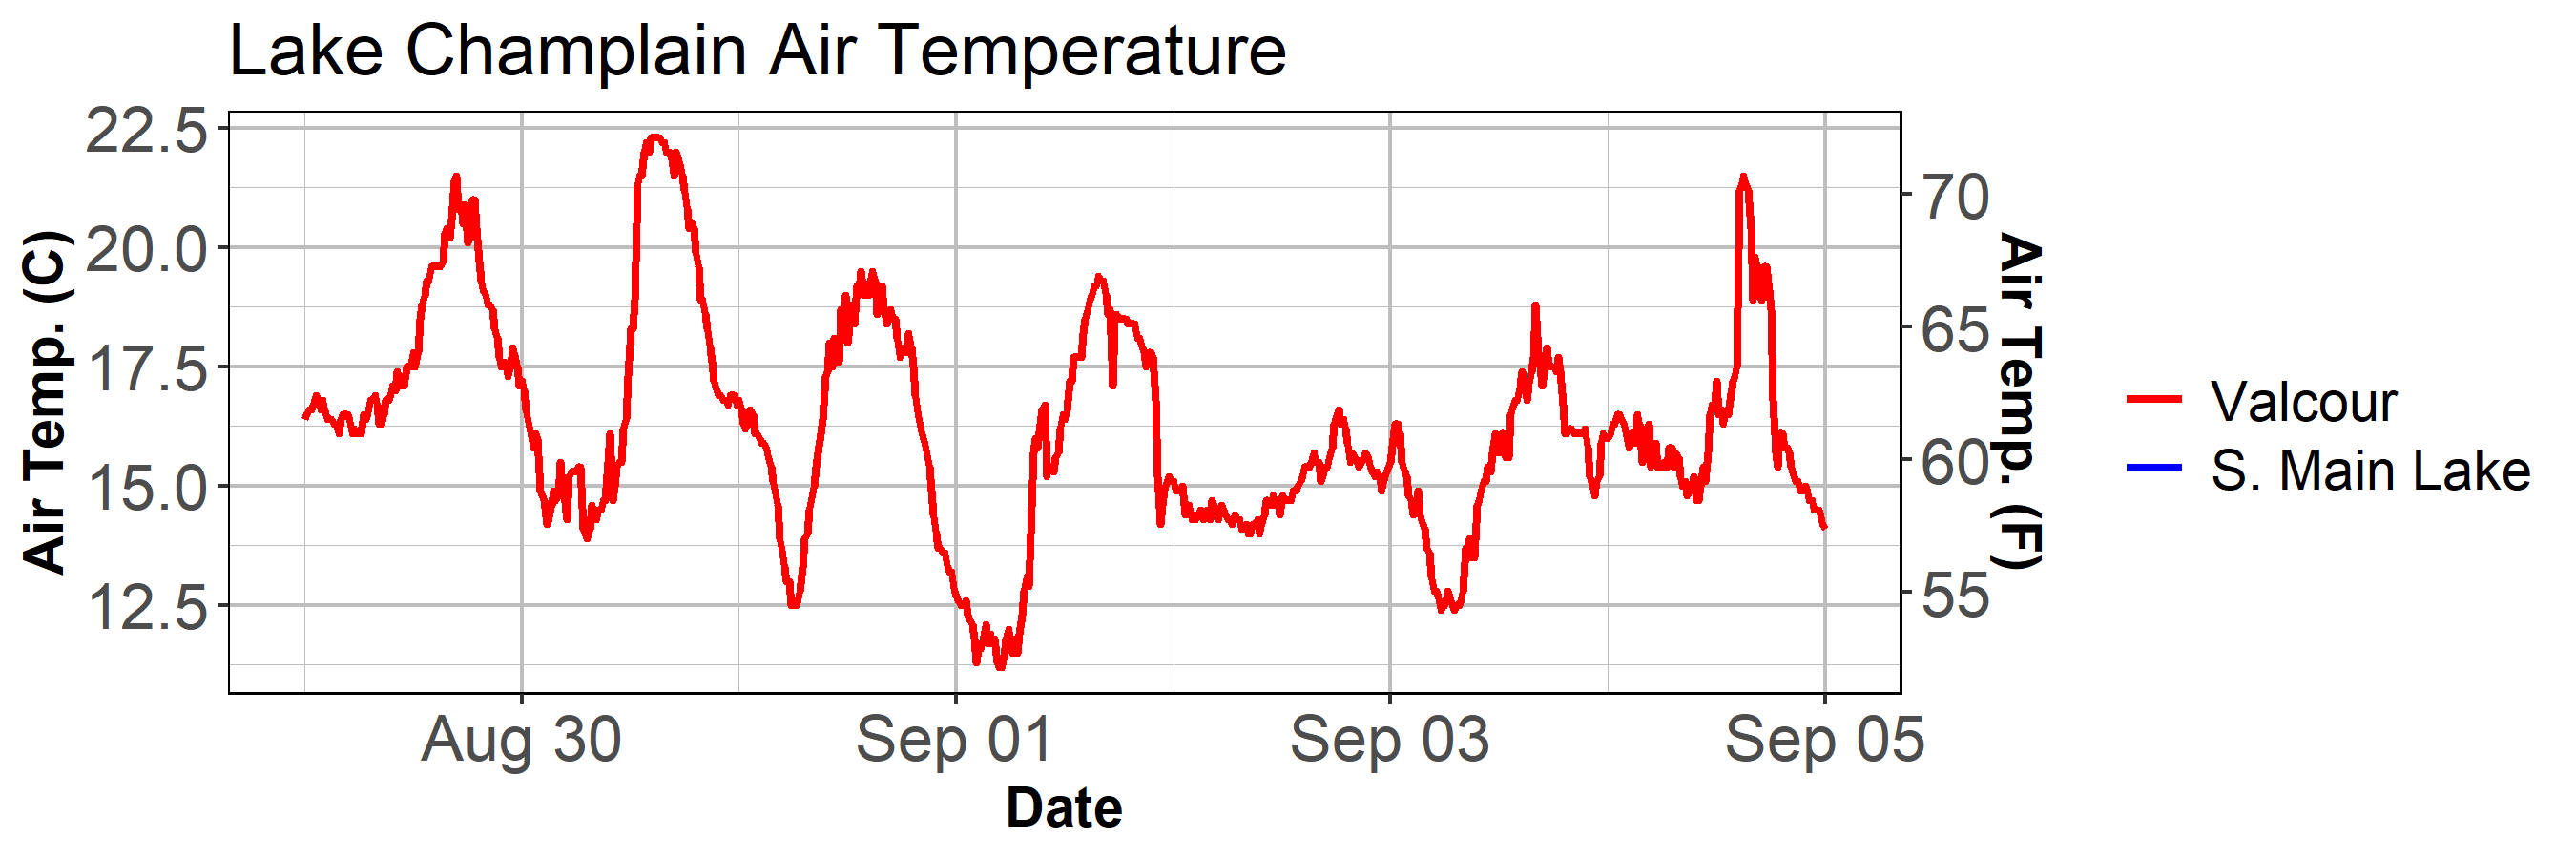 Lake Champlain Air Temperature
22.5
20.0
17.5
15.0
12.5
Air Temp. (C)
70
65
60
55
Air Temp. (F)
Aug 30
Sep 01
Sep 03
Sep 05
Date
Valcour
S. Main Lake